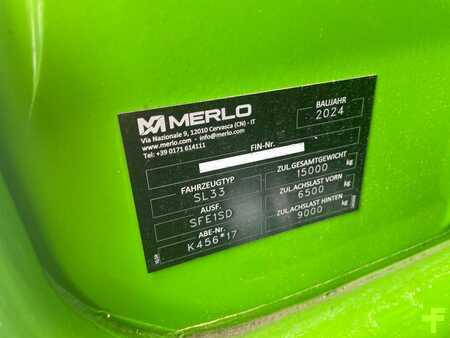 MERLO
Via Nazionale 9, 12010 Cervasca (CN) - IT
www.merlo.com - info@merlo.com
Tel: +39 0171 614111
BAUJAHR
2024
FIN-Nr.
FAHRZEUGTYP
SL33
AUSF.
SFE1SD
ABE-Nr.
K456*17
ZUL.GESAMTGEWICHT
15000 kg
ZUL.ACHSLAST VORN
6500 kg
ZUL.ACHSLAST HINTEN
9000 kg